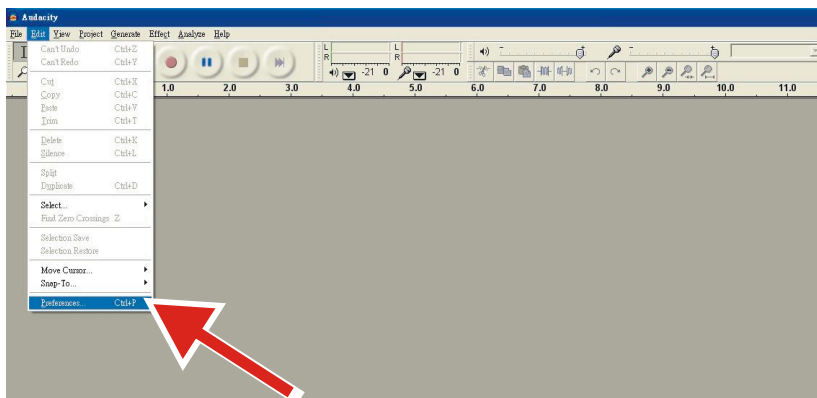 Audacity
File Edit View Project Generate Effect Analyze Help
Can't Undo Ctrl+Z
Can't Redo Ctrl+Y
Cut Ctrl+X
Copy Ctrl+C
Paste Ctrl+V
Trim Ctrl+T
Delete Ctrl+K
Silence Ctrl+L
Split
Duplicate Ctrl+D
Select...
Find Zero Crossings Z
Selection Save
Selection Restore
Move Cursor...
Snap-To...
Preferences... Ctrl+P
L L
R R
-21 0 -21 0
1.0 2.0 3.0 4.0 5.0 6.0 7.0 8.0 9.0 10.0 11.0